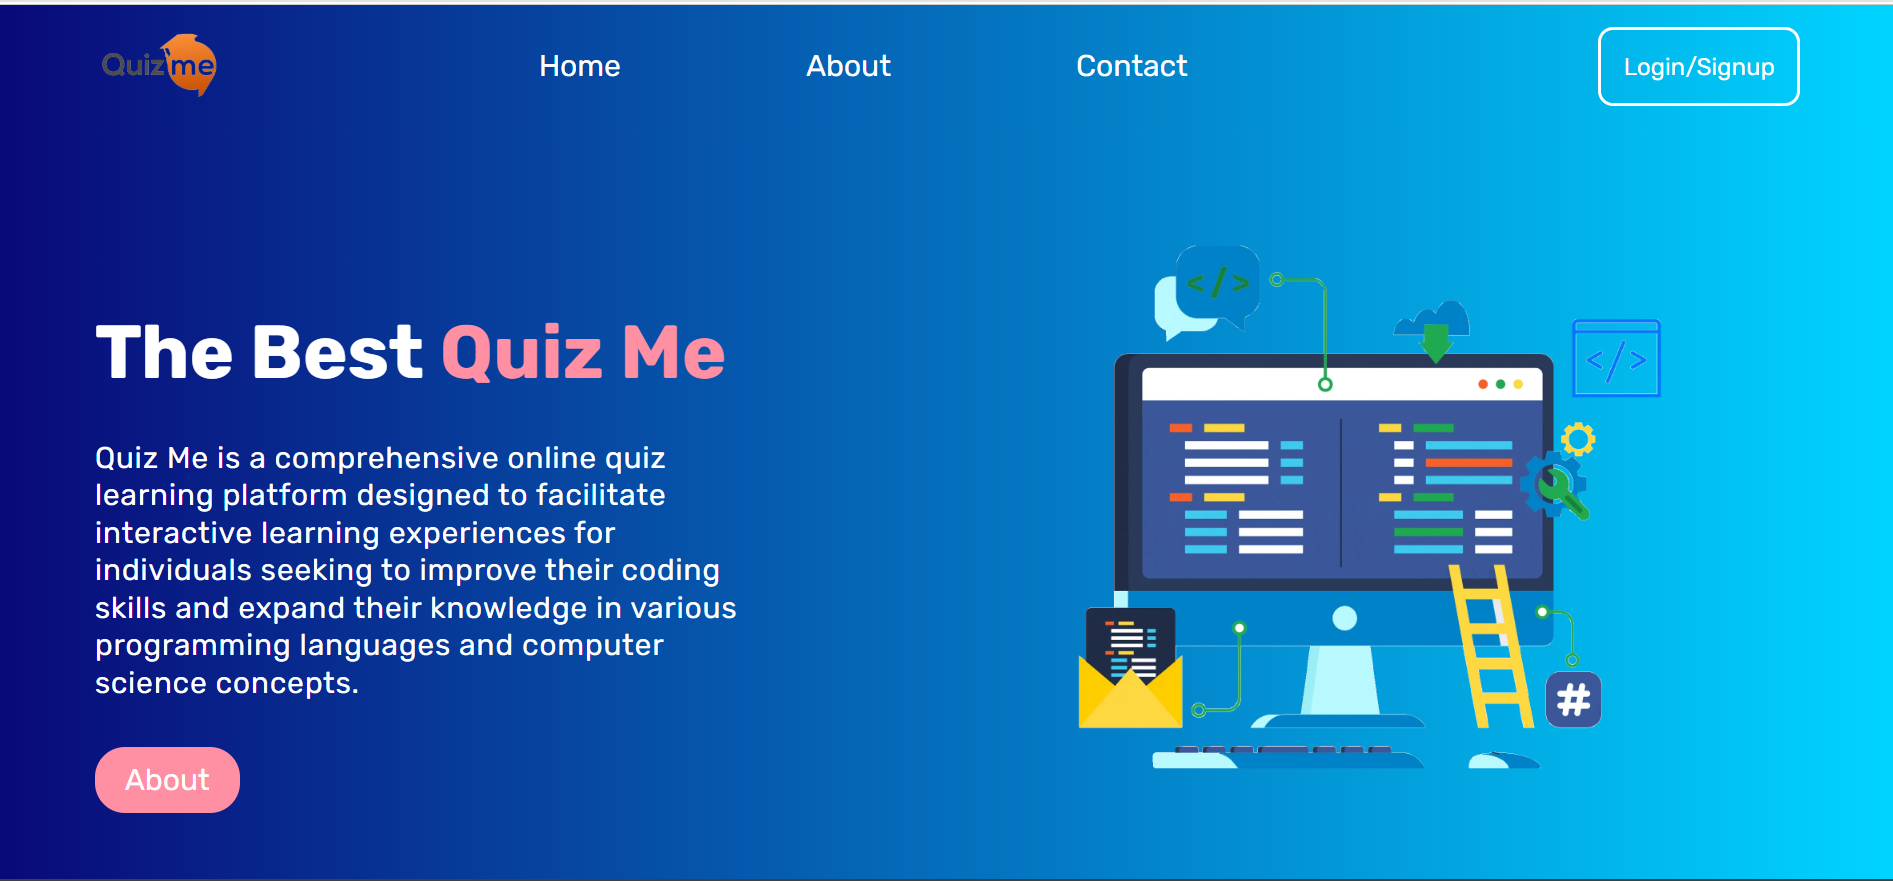 Quiz me
Home
About
Contact
Login/Signup
</>
</>
The Best Quiz Me
Quiz Me is a comprehensive online quiz
learning platform designed to facilitate
interactive learning experiences for
individuals seeking to improve their coding
skills and expand their knowledge in various
programming languages and computer
science concepts.
#
About